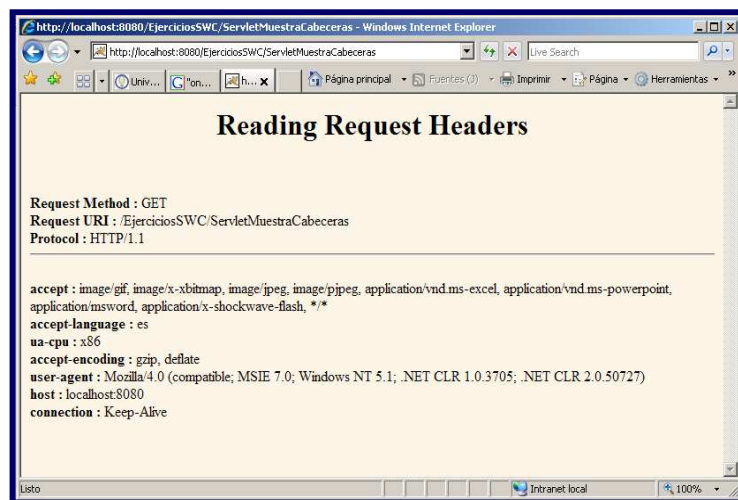 http://localhost:8080/EjerciciosSWC/ServletMuestraCabeceras - Windows Internet Explorer
http://localhost:8080/EjerciciosSWC/ServletMuestraCabeceras Live Search
Univ... "on... h... Página principal Fuentes (3) Imprimir Página Herramientas »
Reading Request Headers
Request Method : GET
Request URI : /EjerciciosSWC/ServletMuestraCabeceras
Protocol : HTTP/1.1
accept : image/gif, image/x-xbitmap, image/jpeg, image/pjpeg, application/vnd.ms-excel, application/vnd.ms-powerpoint,
application/msword, application/x-shockwave-flash, */*
accept-language : es
ua-cpu : x86
accept-encoding : gzip, deflate
user-agent : Mozilla/4.0 (compatible; MSIE 7.0; Windows NT 5.1; .NET CLR 1.0.3705; .NET CLR 2.0.50727)
host : localhost:8080
connection : Keep-Alive
Listo Intranet local 100%